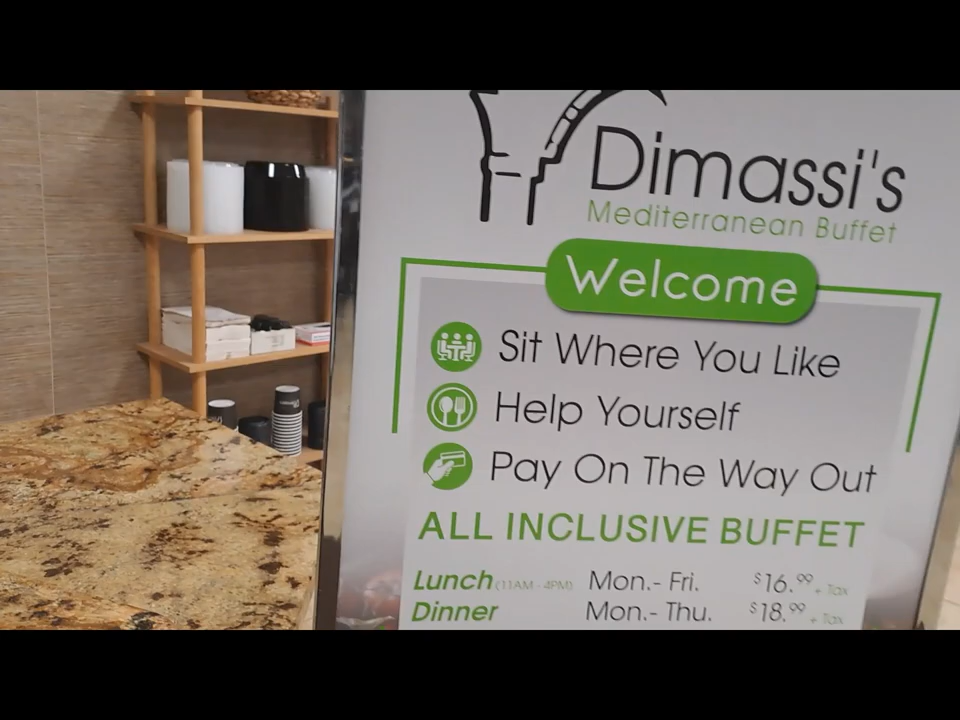 Dimassi's
Mediterranean Buffet
Welcome
Sit Where You Like
Help Yourself
Pay On The Way Out
ALL INCLUSIVE BUFFET
Lunch (11AM - 4PM) Mon.- Fri. $16.99 + Tax
Dinner Mon.- Thu. $18.99 + Tax